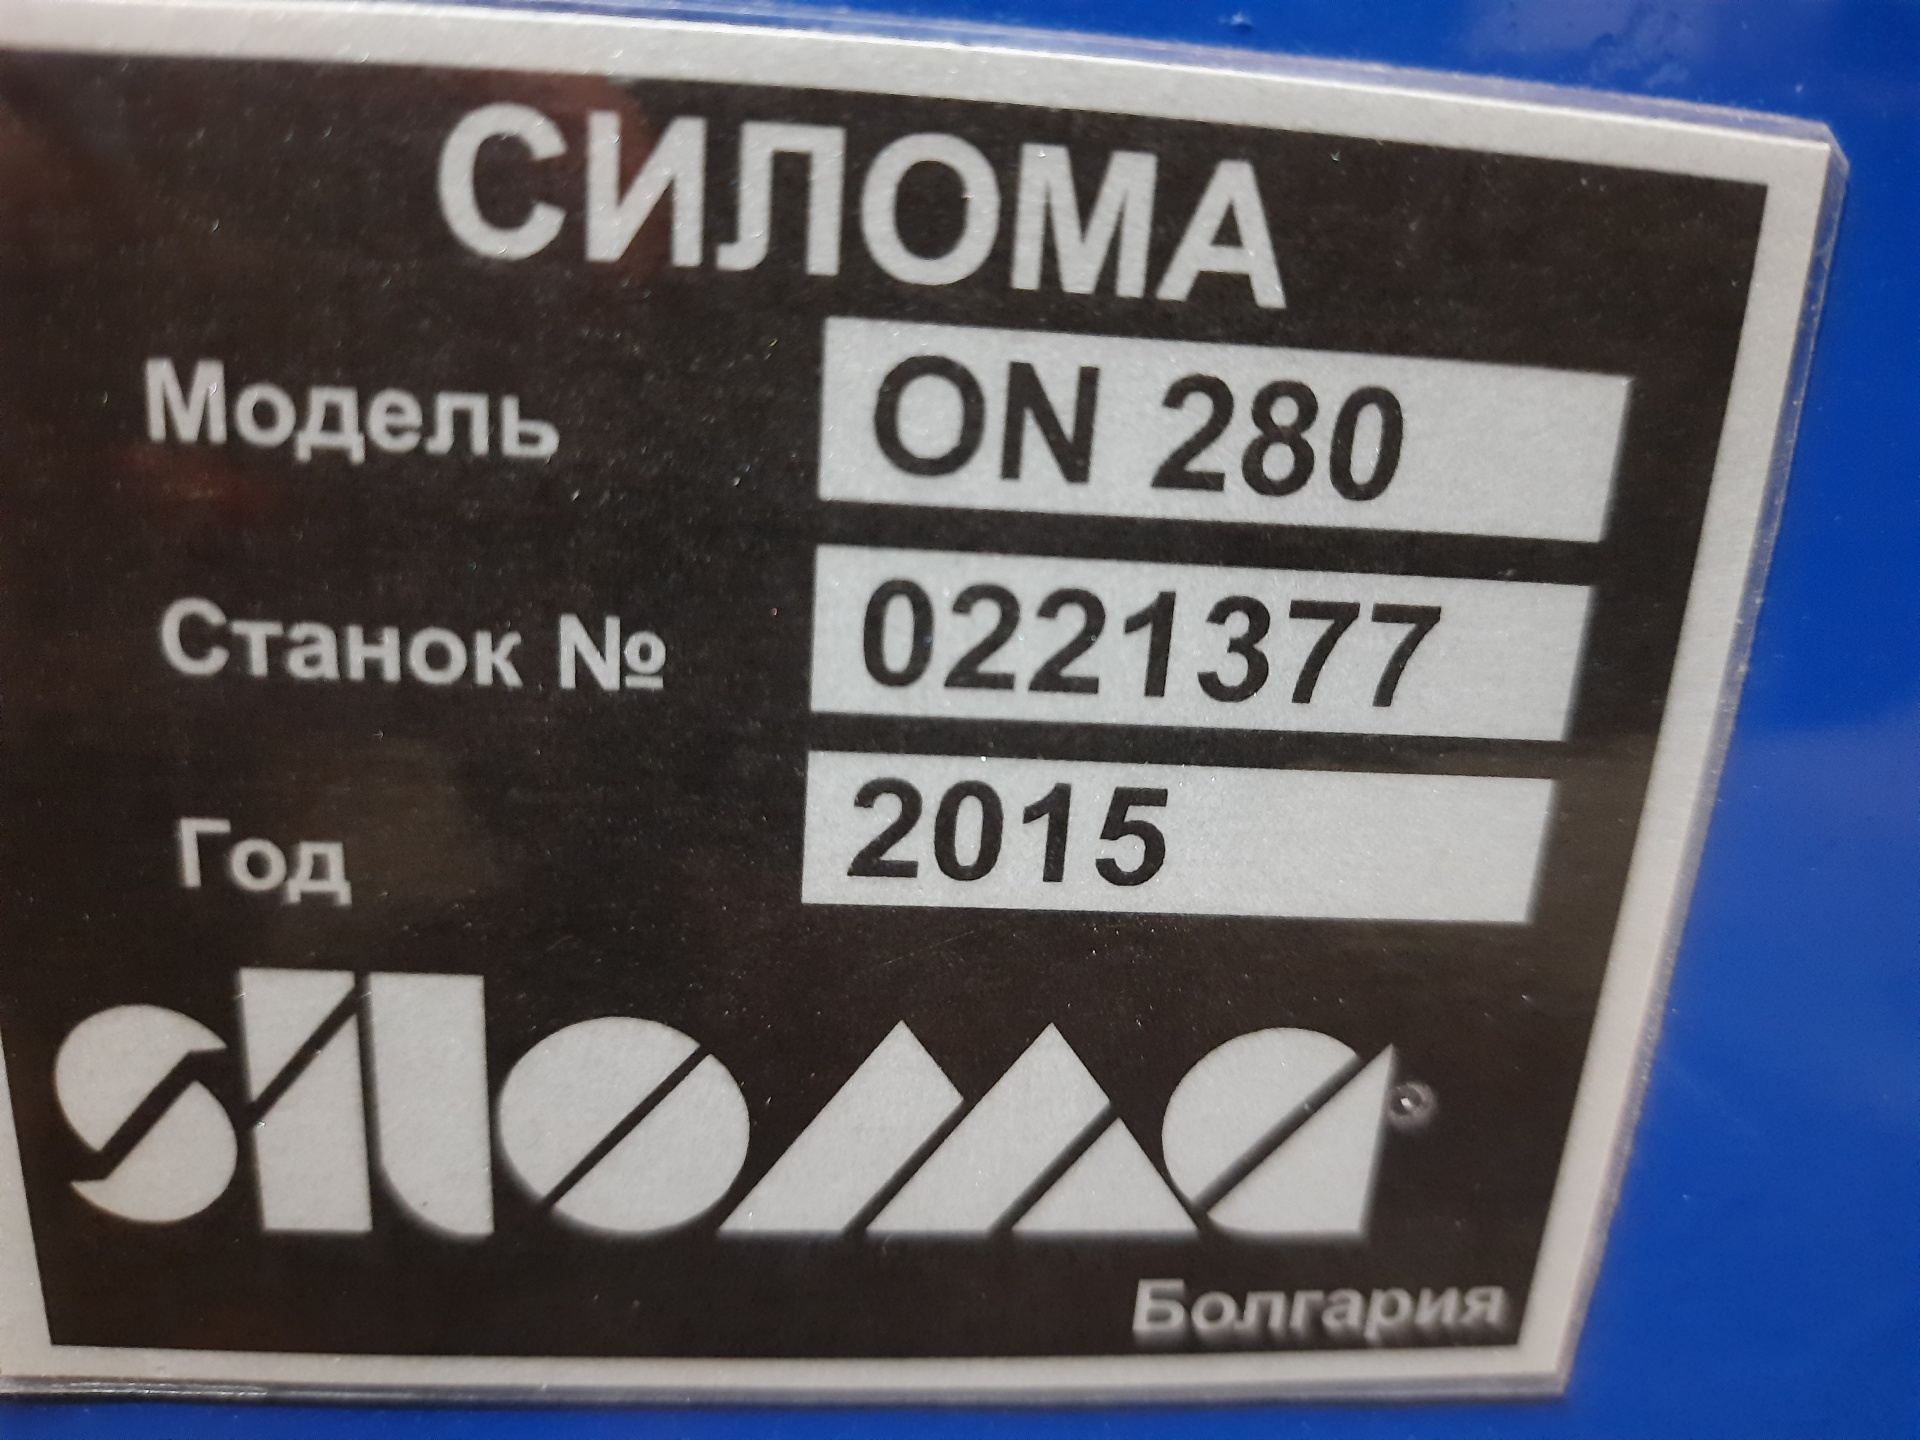 СИЛОМА
Модель ON 280
Станок № 0221377
Год 2015
siloma®
Болгария